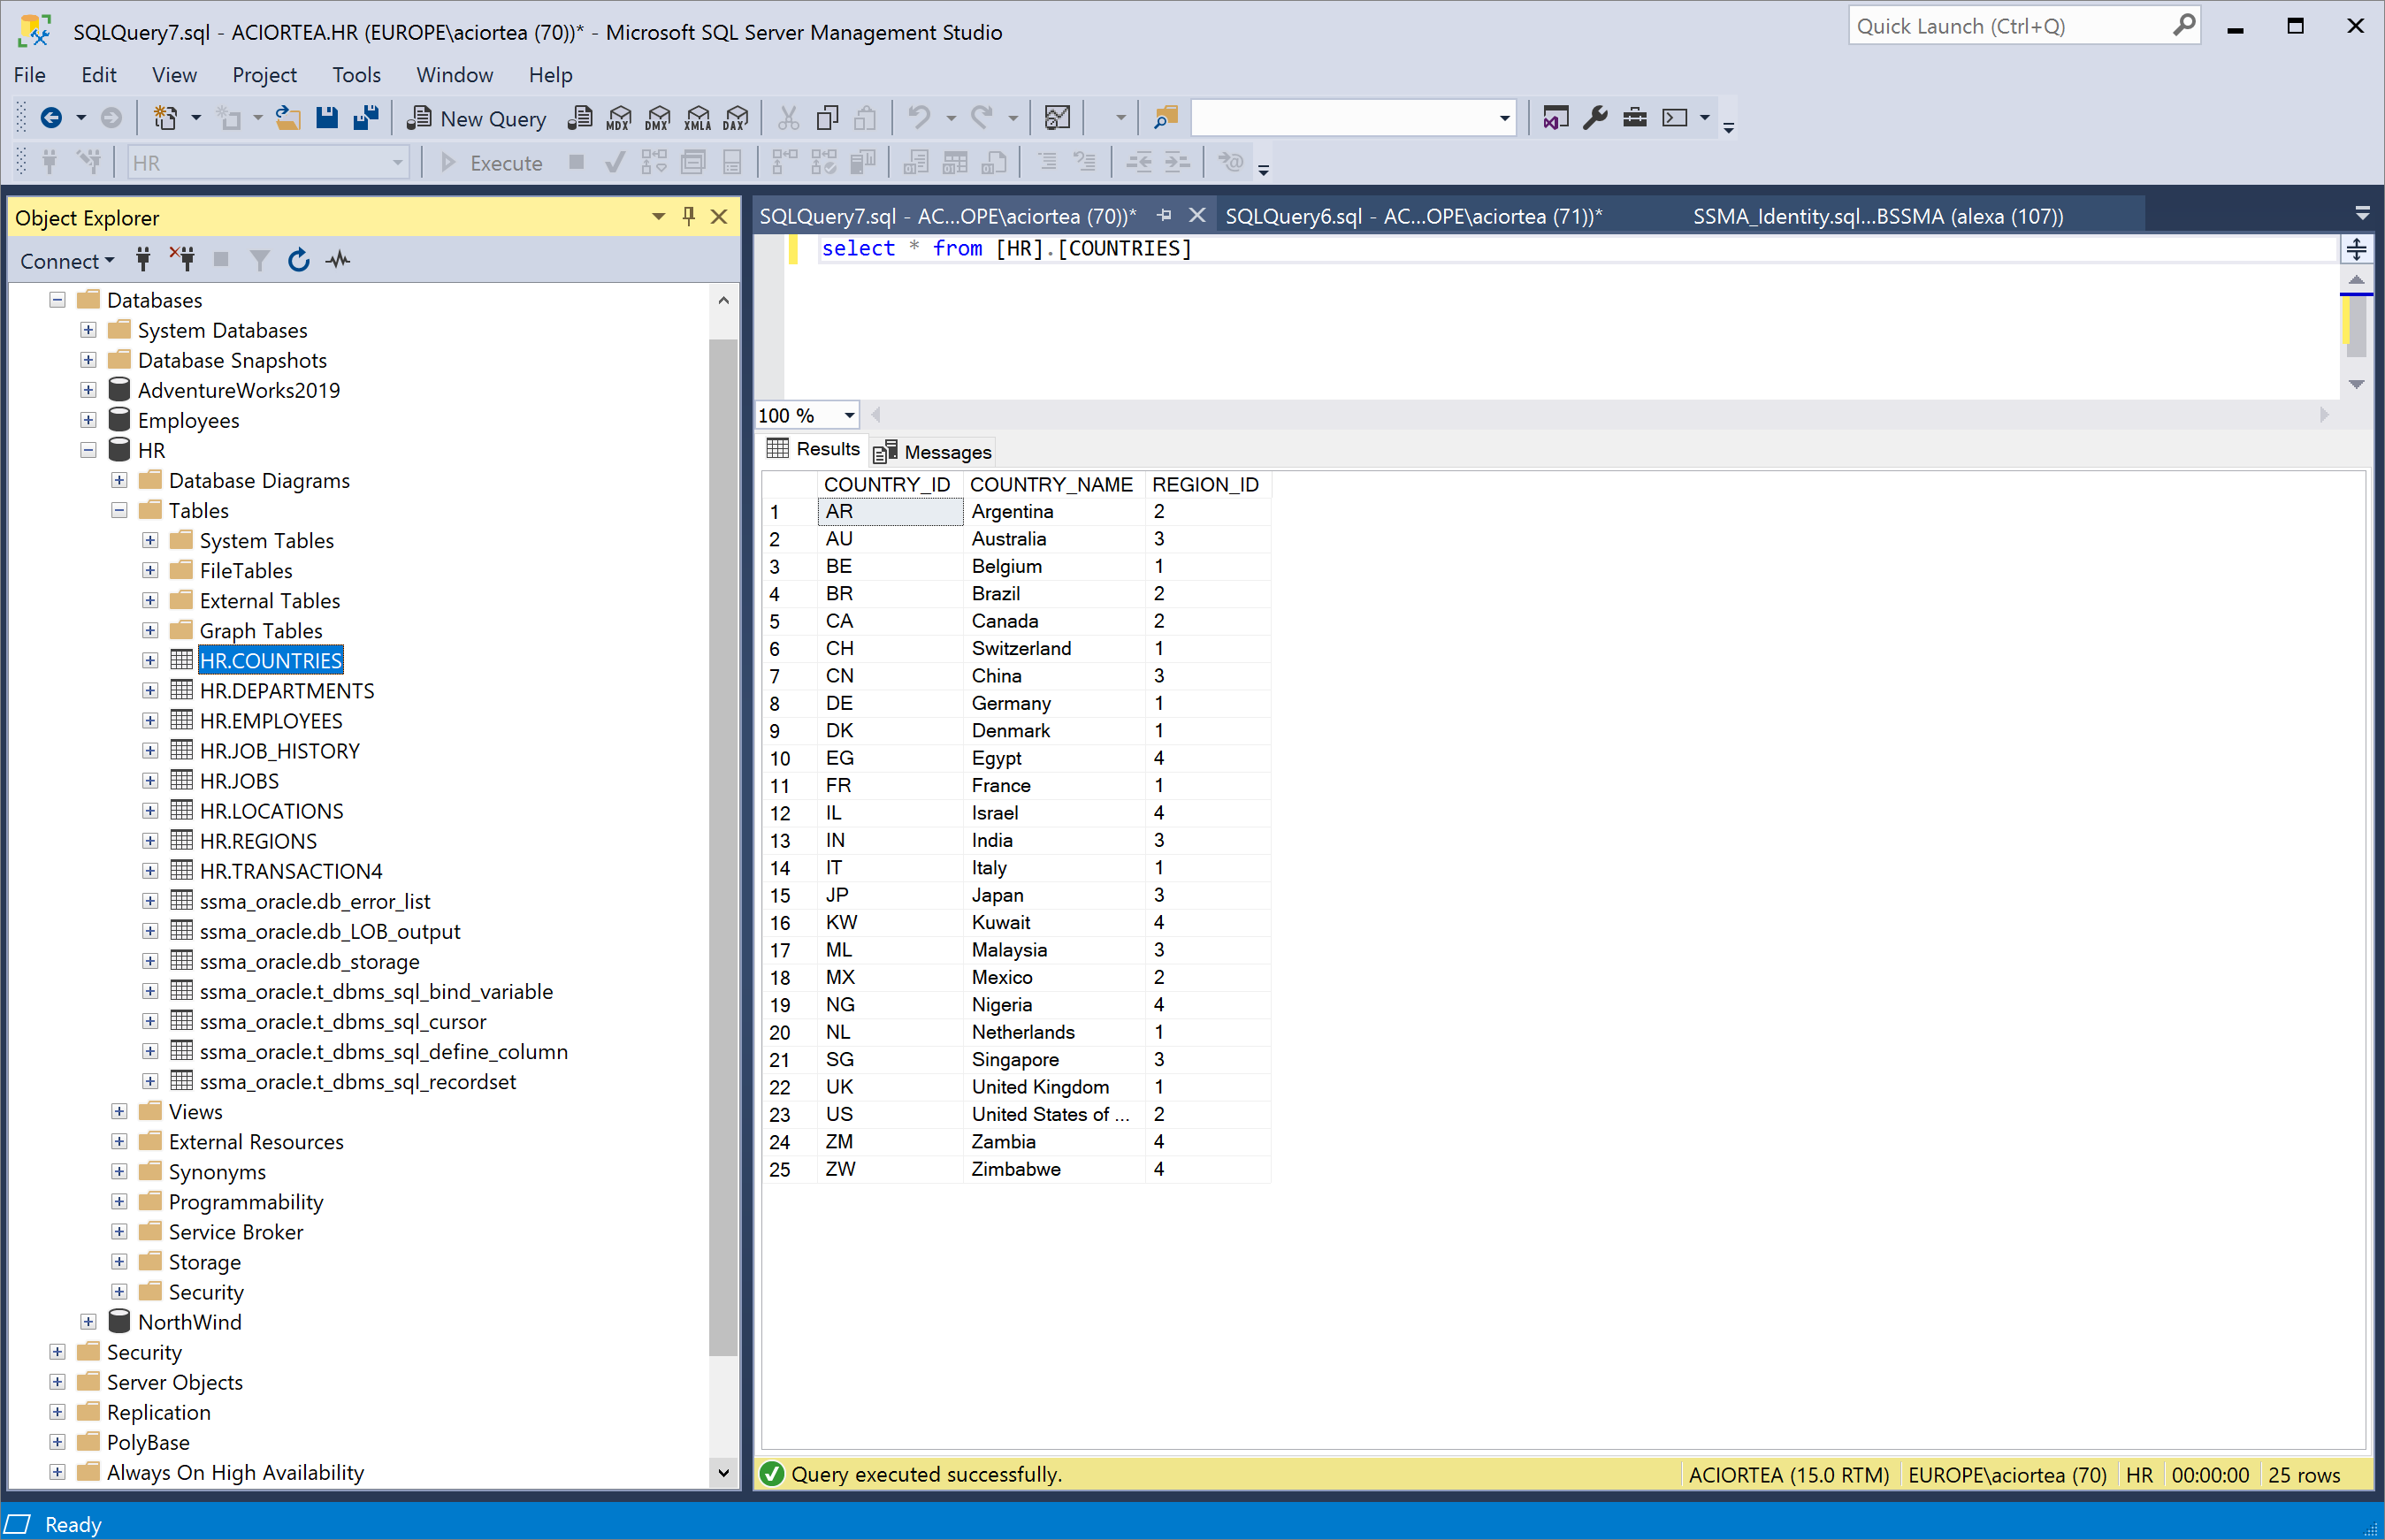 SQLQuery7.sql - ACIORTEA.HR (EUROPE\aciortea (70))* - Microsoft SQL Server Management Studio
Quick Launch (Ctrl+Q)
File Edit View Project Tools Window Help
New Query MDX DMX XMLA DAX
HR Execute
Object Explorer
Connect
Databases
System Databases
Database Snapshots
AdventureWorks2019
Employees
HR
Database Diagrams
Tables
System Tables
FileTables
External Tables
Graph Tables
HR.COUNTRIES
HR.DEPARTMENTS
HR.EMPLOYEES
HR.JOB_HISTORY
HR.JOBS
HR.LOCATIONS
HR.REGIONS
HR.TRANSACTION4
ssma_oracle.db_error_list
ssma_oracle.db_LOB_output
ssma_oracle.db_storage
ssma_oracle.t_dbms_sql_bind_variable
ssma_oracle.t_dbms_sql_cursor
ssma_oracle.t_dbms_sql_define_column
ssma_oracle.t_dbms_sql_recordset
Views
External Resources
Synonyms
Programmability
Service Broker
Storage
Security
NorthWind
Security
Server Objects
Replication
PolyBase
Always On High Availability
SQLQuery7.sql - AC...OPE\aciortea (70))* SQLQuery6.sql - AC...OPE\aciortea (71))* SSMA_Identity.sql...BSSMA (alexa (107))
select * from [HR].[COUNTRIES]
100 %
Results Messages
COUNTRY_ID COUNTRY_NAME REGION_ID
1 AR Argentina 2
2 AU Australia 3
3 BE Belgium 1
4 BR Brazil 2
5 CA Canada 2
6 CH Switzerland 1
7 CN China 3
8 DE Germany 1
9 DK Denmark 1
10 EG Egypt 4
11 FR France 1
12 IL Israel 4
13 IN India 3
14 IT Italy 1
15 JP Japan 3
16 KW Kuwait 4
17 ML Malaysia 3
18 MX Mexico 2
19 NG Nigeria 4
20 NL Netherlands 1
21 SG Singapore 3
22 UK United Kingdom 1
23 US United States of ... 2
24 ZM Zambia 4
25 ZW Zimbabwe 4
Query executed successfully. ACIORTEA (15.0 RTM) EUROPE\aciortea (70) HR 00:00:00 25 rows
Ready